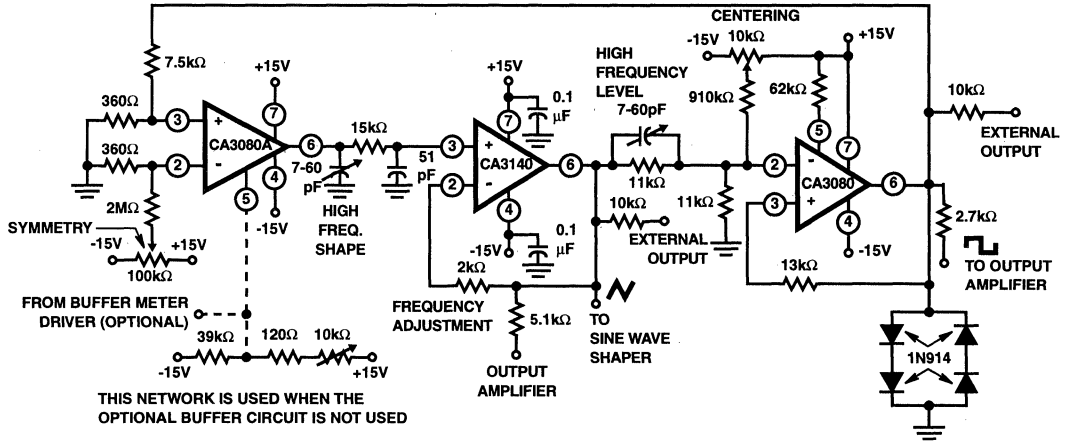 CENTERING
-15V
10kΩ
+15V
7.5kΩ
+15V
+15V
HIGH
FREQUENCY
LEVEL
7-60pF
910kΩ
62kΩ
10kΩ
EXTERNAL
OUTPUT
360Ω
3
+
7
CA3080A
6
15kΩ
7-60
pF
51
pF
3
+
7
0.1
µF
CA3140
6
11kΩ
2
-
5
7
CA3080
6
360Ω
2
-
5
4
-15V
HIGH
FREQ.
SHAPE
2
-
4
-15V
0.1
µF
10kΩ
EXTERNAL
OUTPUT
11kΩ
3
+
4
-15V
2.7kΩ
TO OUTPUT
AMPLIFIER
2MΩ
SYMMETRY
-15V
+15V
100kΩ
2kΩ
FREQUENCY
ADJUSTMENT
5.1kΩ
OUTPUT
AMPLIFIER
TO
SINE WAVE
SHAPER
13kΩ
1N914
FROM BUFFER METER
DRIVER (OPTIONAL)
39kΩ
120Ω
10kΩ
-15V
+15V
THIS NETWORK IS USED WHEN THE
OPTIONAL BUFFER CIRCUIT IS NOT USED